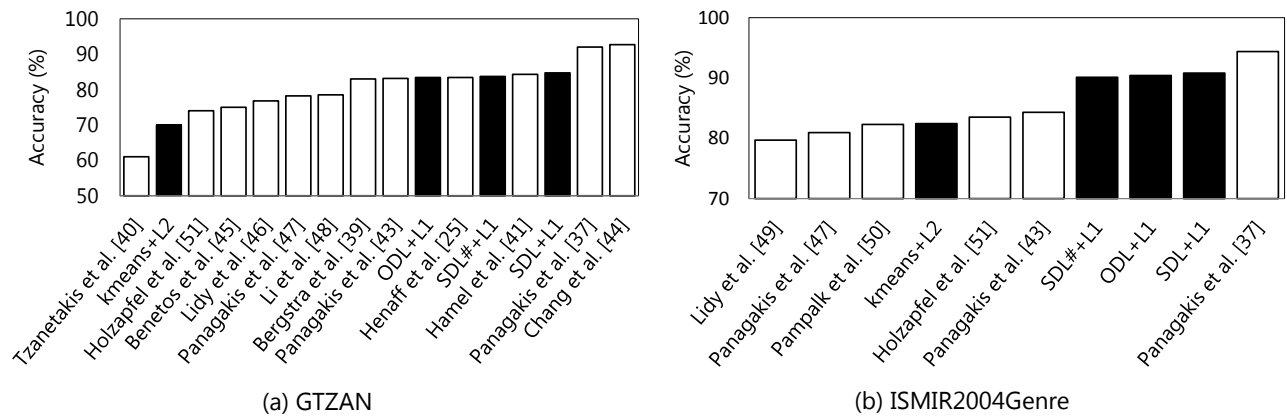 100
90
80
70
60
50
Accuracy (%)
Tzanetakis et al. [40]
kmeans+L2
Holzapfel et al. [51]
Benetos et al. [45]
Lidy et al. [46]
Panagakis et al. [47]
Li et al. [48]
Bergstra et al. [39]
Panagakis et al. [43]
ODL+L1
Henaff et al. [25]
SDL#+L1
Hamel et al. [41]
SDL+L1
Panagakis et al. [37]
Chang et al. [44]
(a) GTZAN
100
90
80
70
Accuracy (%)
Lidy et al. [49]
Panagakis et al. [47]
Pampalk et al. [50]
kmeans+L2
Holzapfel et al. [51]
Panagakis et al. [43]
SDL#+L1
ODL+L1
SDL+L1
Panagakis et al. [37]
(b) ISMIR2004Genre